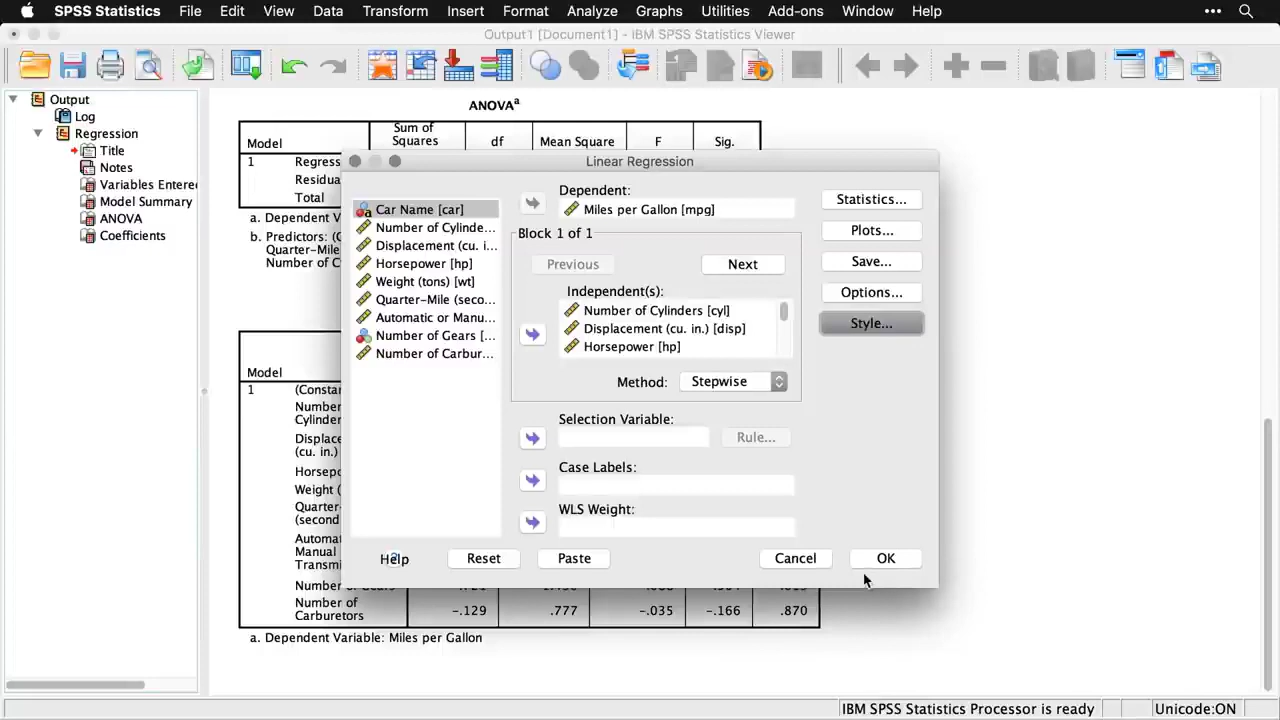 SPSS Statistics File Edit View Data Transform Insert Format Analyze Graphs Utilities Add-ons Window Help
Output1 [Document1] - IBM SPSS Statistics Viewer
Output
Log
Regression
Title
Notes
Variables Entere
Model Summary
ANOVA
Coefficients
ANOVAa
Model
Sum of
Squares
df
Mean Square
F
Sig.
1
Regress
Residua
Total
a. Dependent V
b. Predictors: (C
Quarter-Mile
Number of C
Model
1
(Constan
Number
Cylinder
Displace
(cu. in.)
Horsepo
Weight (
Quarter-
(second
Automat
Manual
Transmi
Number of Gears
Number of
Carburetors
-.129 .777 -.035 -.166 .870
a. Dependent Variable: Miles per Gallon
Linear Regression
Car Name [car]
Number of Cylinde...
Displacement (cu. i...
Horsepower [hp]
Weight (tons) [wt]
Quarter-Mile (seco...
Automatic or Manu...
Number of Gears [...
Number of Carbur...
Dependent:
Miles per Gallon [mpg]
Block 1 of 1
Previous
Next
Independent(s):
Number of Cylinders [cyl]
Displacement (cu. in.) [disp]
Horsepower [hp]
Method:
Stepwise
Selection Variable:
Rule...
Case Labels:
WLS Weight:
Statistics...
Plots...
Save...
Options...
Style...
Help
Reset
Paste
Cancel
OK
IBM SPSS Statistics Processor is ready
Unicode:ON